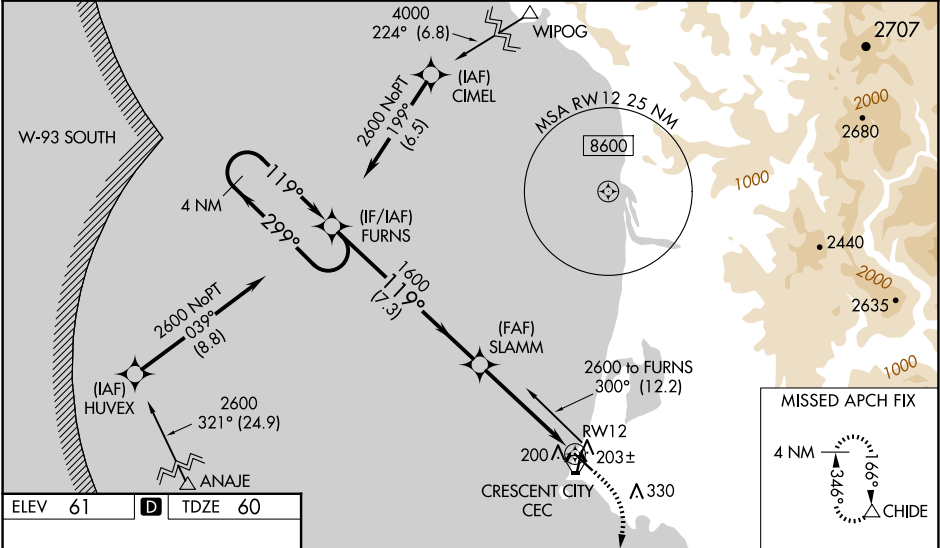 4000
224° (6.8)
WIPOG
2707
(IAF)
CIMEL
2600 NoPT
199°
(6.5)
MSA RW12 25 NM
8600
2000
2680
W-93 SOUTH
1000
119°
4 NM
299°
(IF/IAF)
FURNS
2440
1600
119°
(7.3)
2000
2635
2600 NoPT
039°
(8.8)
(FAF)
SLAMM
1000
(IAF)
HUVEX
2600 to FURNS
300° (12.2)
2600
321° (24.9)
MISSED APCH FIX
RW12
200
203±
4 NM
166°
346°
CHIDE
ANAJE
CRESCENT CITY
CEC
330
ELEV 61 D TDZE 60